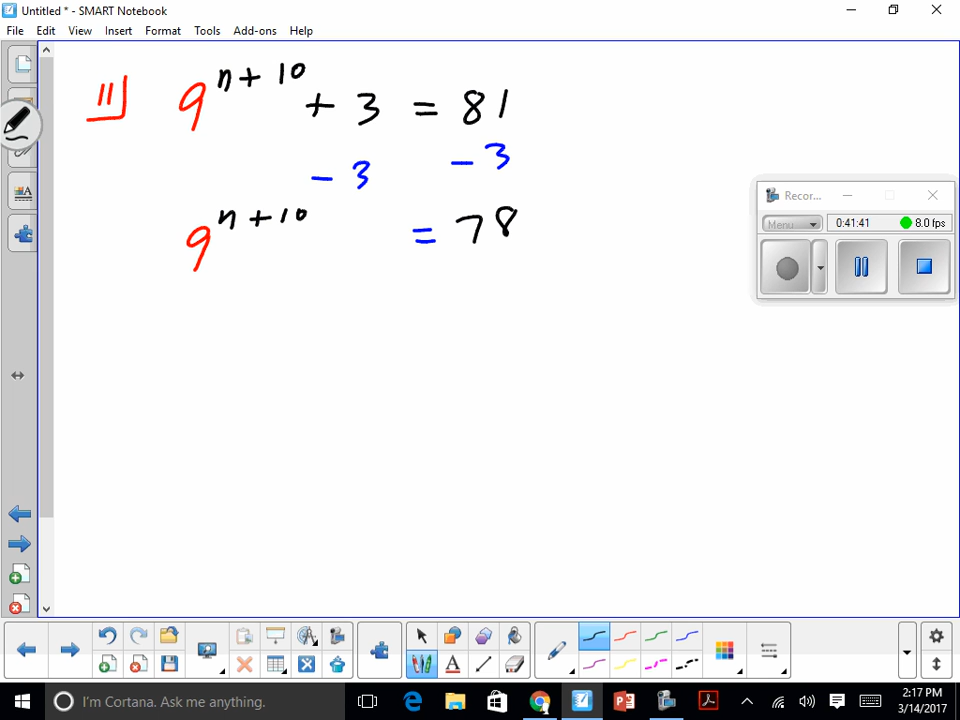 Untitled * - SMART Notebook
File Edit View Insert Format Tools Add-ons Help
11 9^(n+10) + 3 = 81
- 3 - 3
9^(n+10) = 78
Recor...
Menu 0:41:41 8.0 fps
A
A
I'm Cortana. Ask me anything.
2:17 PM
3/14/2017